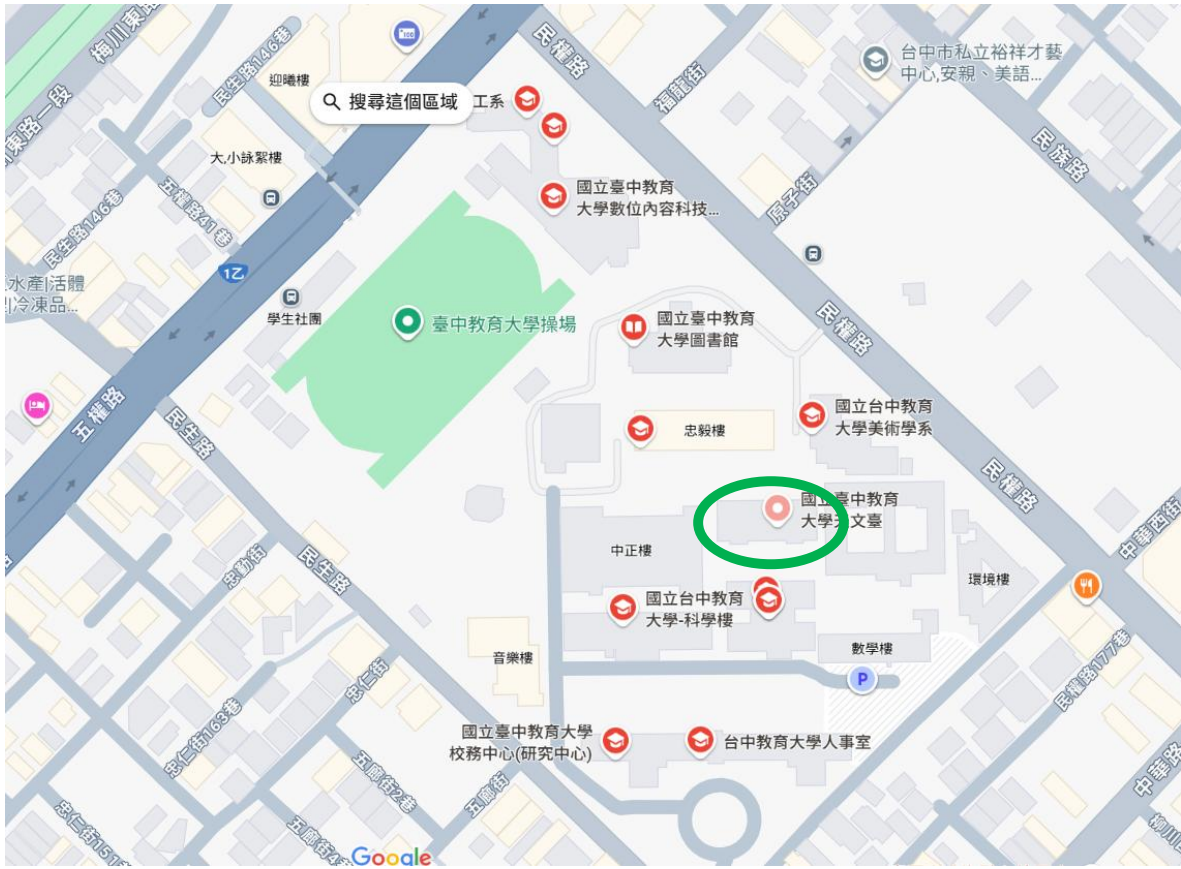 梅川東路
民生路146巷
迎曦樓
搜尋這個區域
工系
民權路
福龍街
台中市私立裕祥才藝
中心,安親、美語...
東路一段
大,小詠絮樓
五權路41巷
國立臺中教育
大學數位內容科技...
原子街
民族路
民生路146巷
水產|活體
冷凍品...
1乙
學生社團
臺中教育大學操場
國立臺中教育
大學圖書館
民權路
五權路
民生路
忠毅樓
國立台中教育
大學美術學系
民權路
國立臺中教育
大學天文臺
中華西街
中正樓
忠勤街
民生路
國立台中教育
大學-科學樓
環境樓
數學樓
P
音樂樓
忠仁街
民權路177巷
忠仁街163巷
國立臺中教育大學
校務中心(研究中心)
台中教育大學人事室
五廊街2巷
五廊街
中華路
忠仁街151巷
五廊街4
柳川
Google